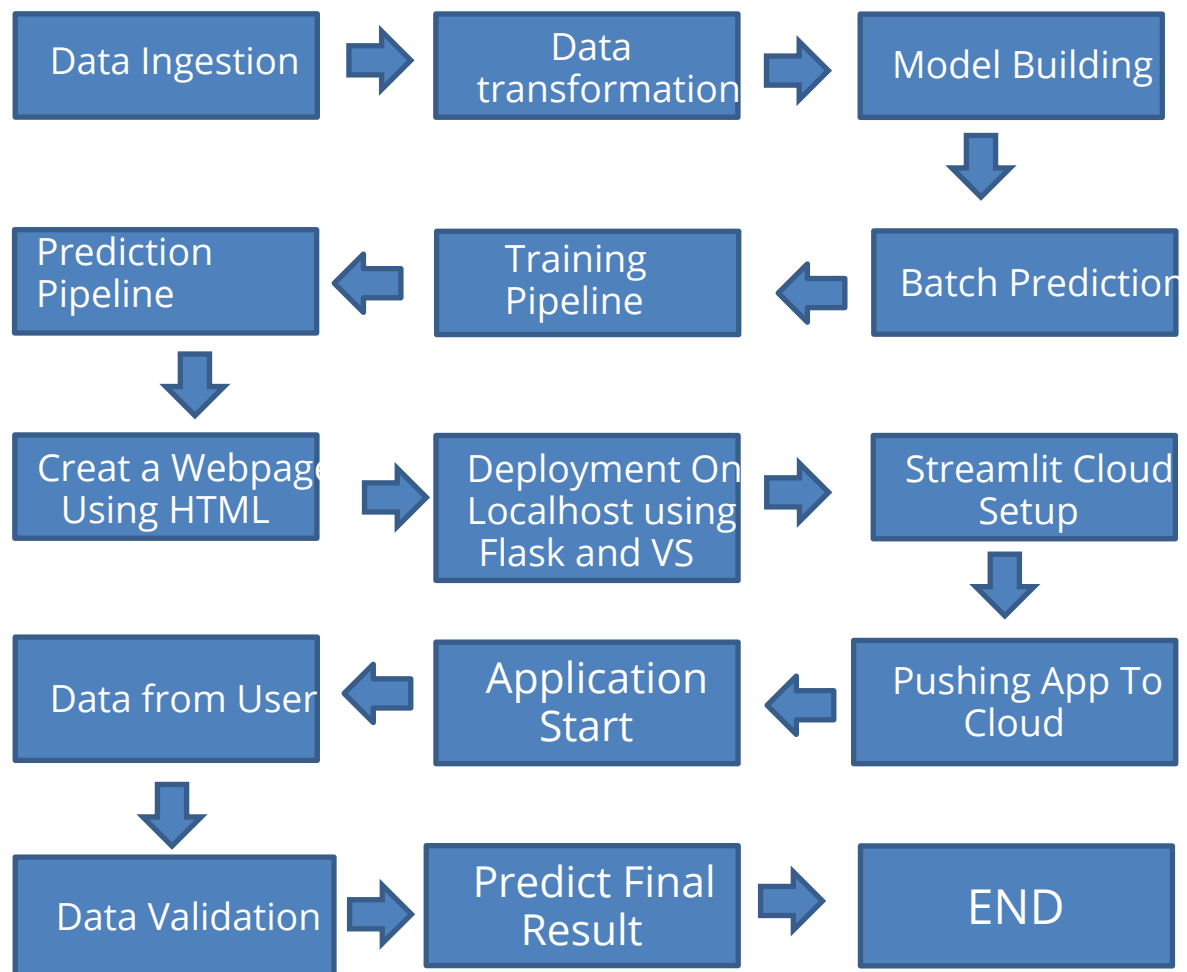 Data Ingestion
Data
transformation
Model Building
Prediction
Pipeline
Training
Pipeline
Batch Prediction
Creat a Webpage
Using HTML
Deployment On
Localhost using
Flask and VS
Streamlit Cloud
Setup
Data from User
Application
Start
Pushing App To
Cloud
Data Validation
Predict Final
Result
END